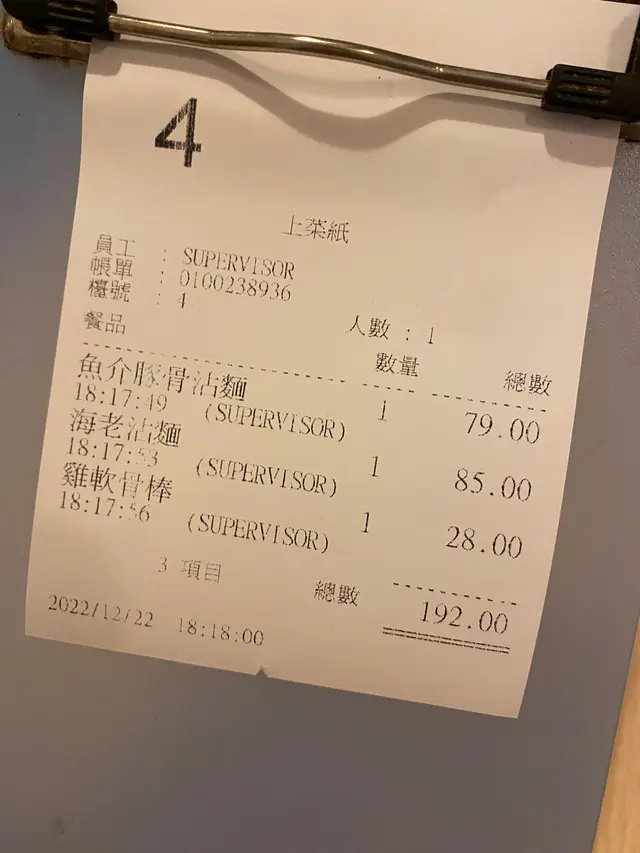 4
上菜紙
員工 : SUPERVISOR
帳單 : 0100238936
檯號 : 4 人數 : 1
餐品 數量 總數
魚介豚骨沾麵 1 79.00
18:17:49 (SUPERVISOR)
海老沾麵 1 85.00
18:17:53 (SUPERVISOR)
雞軟骨棒 1 28.00
18:17:56 (SUPERVISOR)
3 項目 總數 192.00
2022/12/22 18:18:00